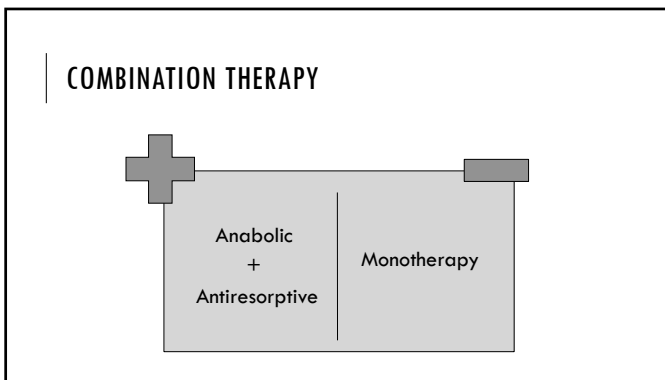 COMBINATION THERAPY
Anabolic
+
Antiresorptive
Monotherapy